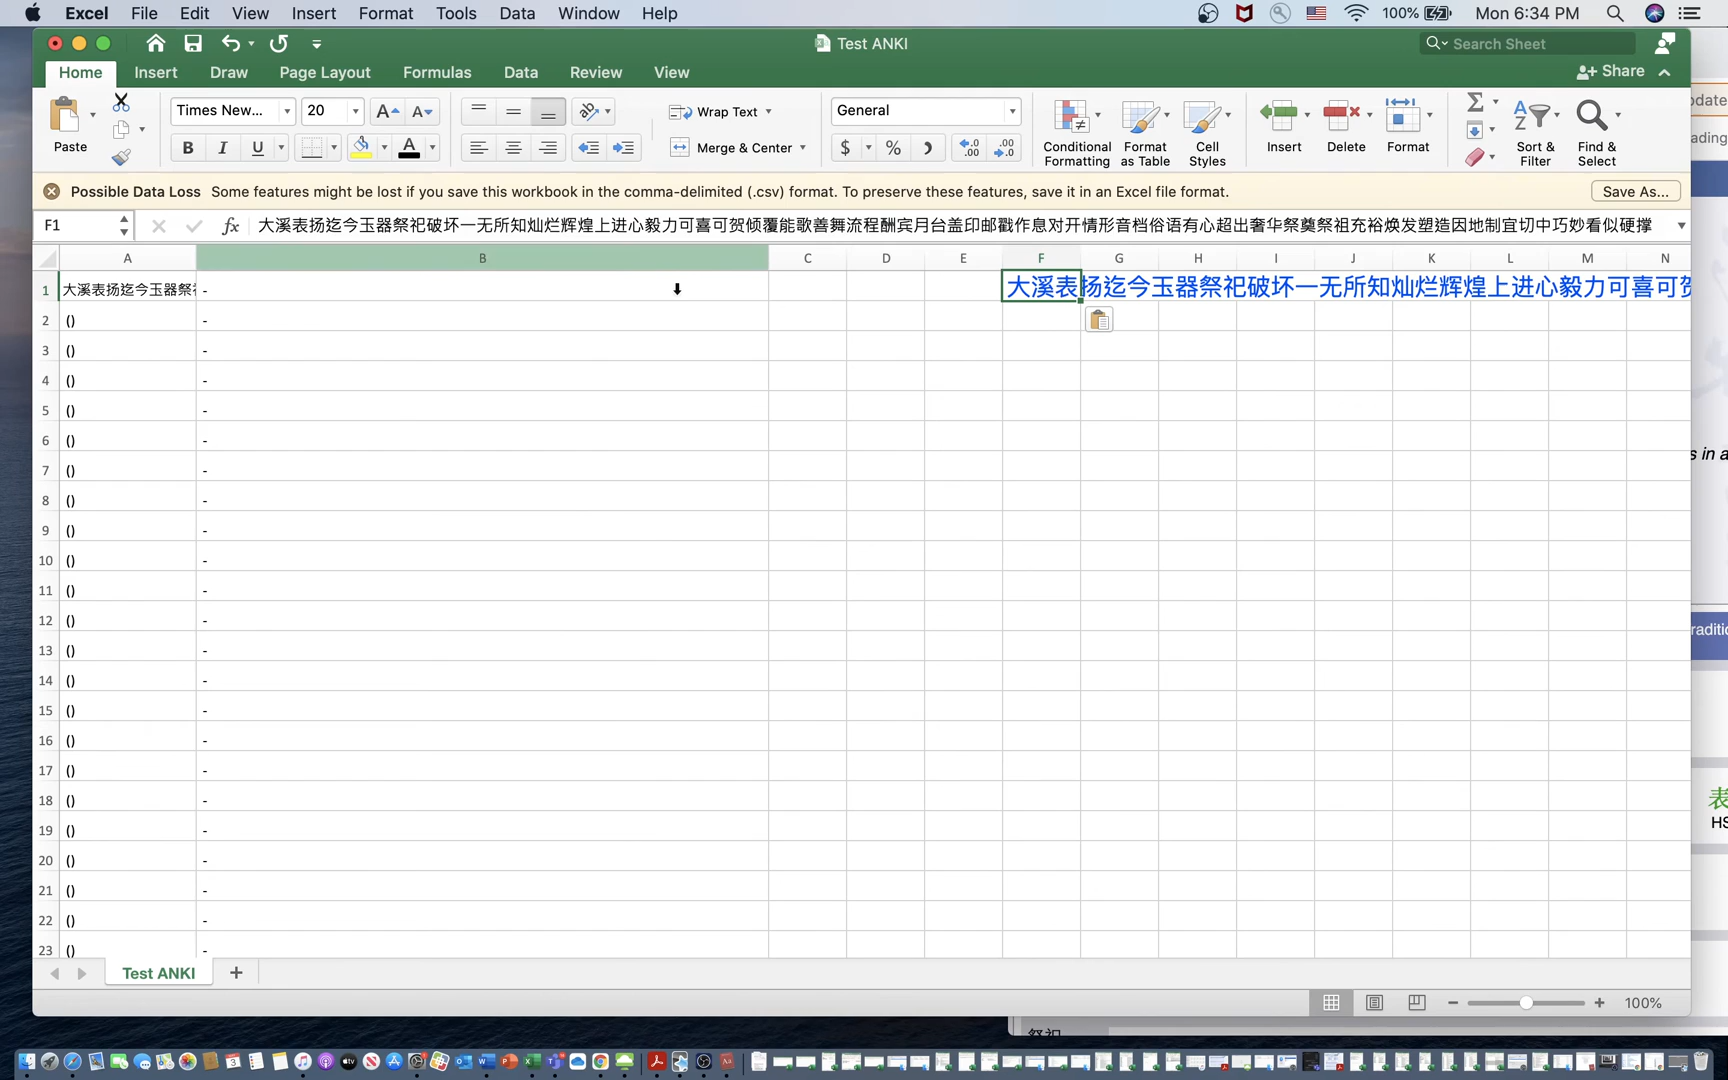 Excel File Edit View Insert Format Tools Data Window Help 100% Mon 6:34 PM
Test ANKI
Search Sheet
Home Insert Draw Page Layout Formulas Data Review View
Share
Paste
Times New... 20
B I U A
Wrap Text
Merge & Center
General
$ %
Conditional Formatting
Format as Table
Cell Styles
Insert
Delete
Format
Sort & Filter
Find & Select
Possible Data Loss Some features might be lost if you save this workbook in the comma-delimited (.csv) format. To preserve these features, save it in an Excel file format. Save As...
F1 fx 大溪表扬迄今玉器祭祀破坏一无所知灿烂辉煌上进心毅力可喜可贺倾覆能歌善舞流程酬宾月台盖印邮戳作息对开情形音档俗语有心超出奢华祭奠祭祖充裕焕发塑造因地制宜切中巧妙看似硬撑
A B C D E F G H I J K L M N
1 大溪表扬迄今玉器祭 - 大溪表扬迄今玉器祭祀破坏一无所知灿烂辉煌上进心毅力可喜可贺
2 () -
3 () -
4 () -
5 () -
6 () -
7 () -
8 () -
9 () -
10 () -
11 () -
12 () -
13 () -
14 () -
15 () -
16 () -
17 () -
18 () -
19 () -
20 () -
21 () -
22 () -
23 () -
Test ANKI +
100%
pdate
ading
s in a
raditio
表
HS